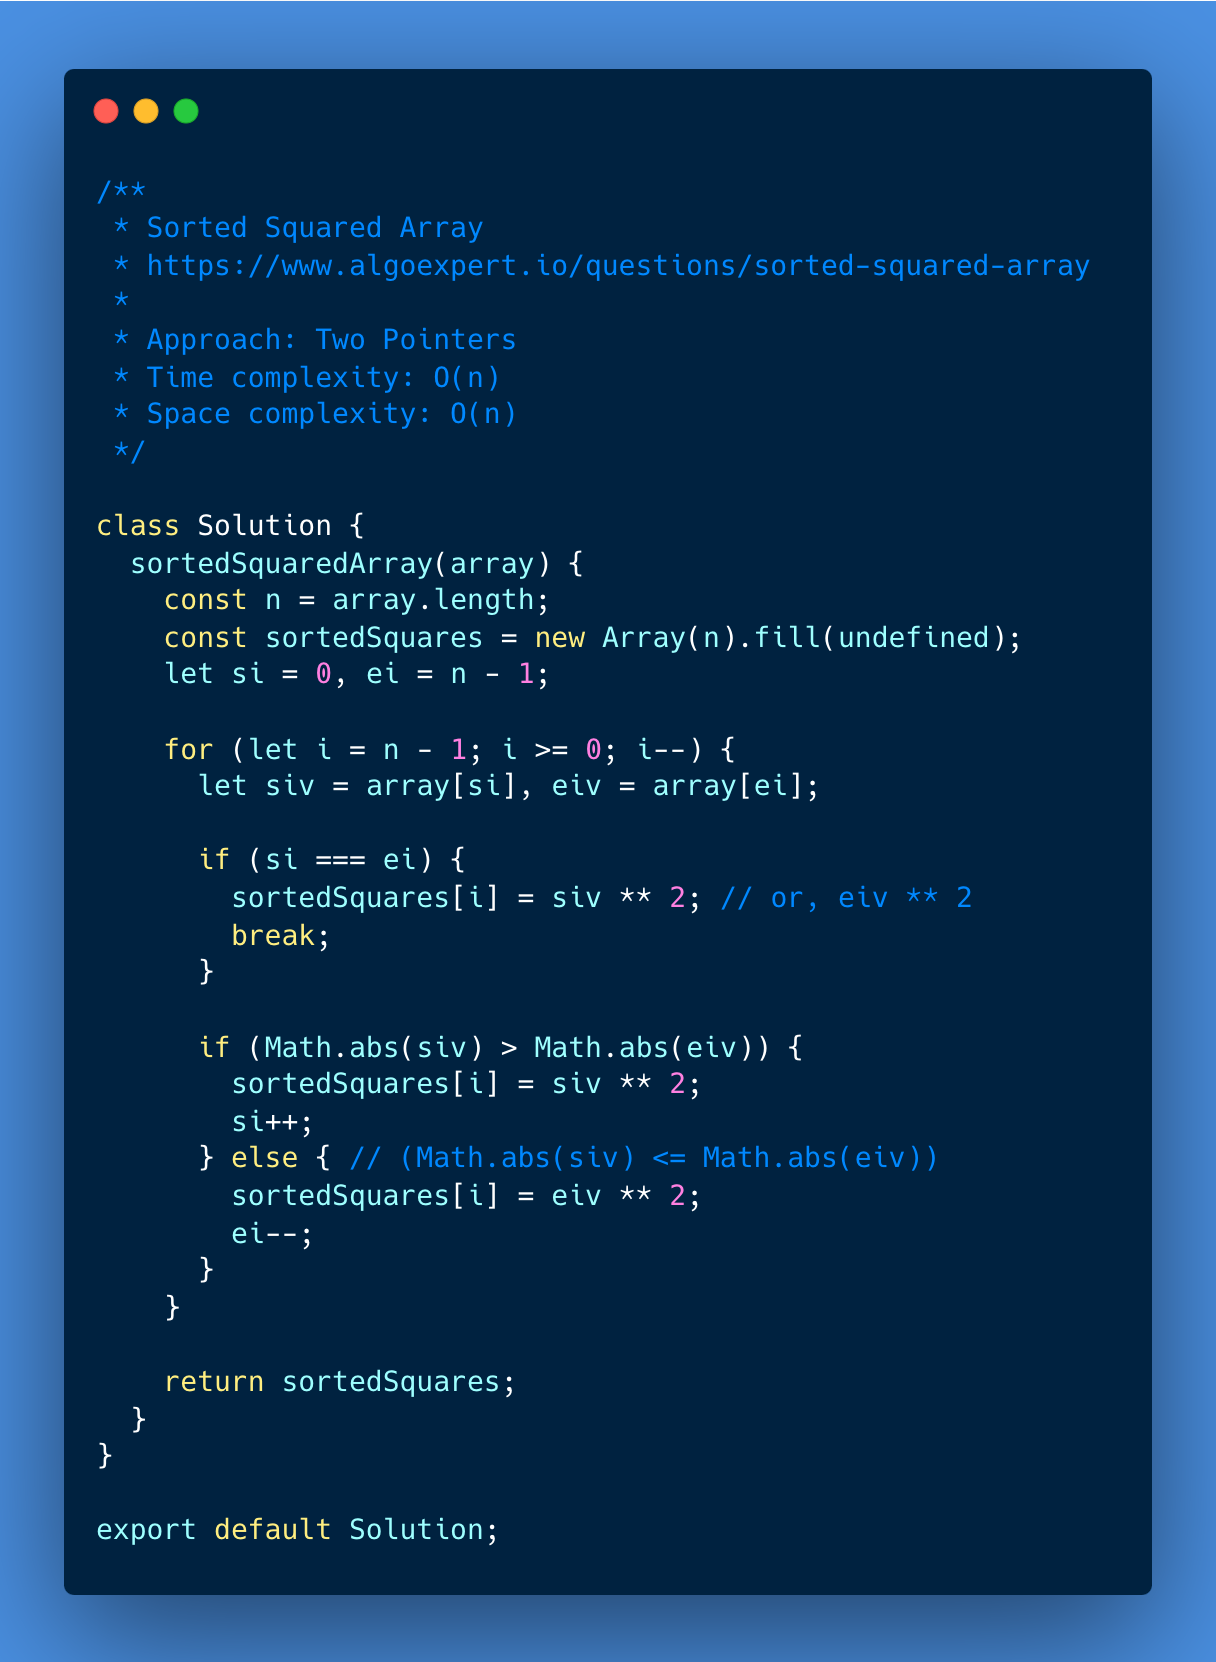 /**
 * Sorted Squared Array
 * https://www.algoexpert.io/questions/sorted-squared-array
 *
 * Approach: Two Pointers
 * Time complexity: O(n)
 * Space complexity: O(n)
 */

class Solution {
  sortedSquaredArray(array) {
    const n = array.length;
    const sortedSquares = new Array(n).fill(undefined);
    let si = 0, ei = n - 1;

    for (let i = n - 1; i >= 0; i--) {
      let siv = array[si], eiv = array[ei];

      if (si === ei) {
        sortedSquares[i] = siv ** 2; // or, eiv ** 2
        break;
      }

      if (Math.abs(siv) > Math.abs(eiv)) {
        sortedSquares[i] = siv ** 2;
        si++;
      } else { // (Math.abs(siv) <= Math.abs(eiv))
        sortedSquares[i] = eiv ** 2;
        ei--;
      }
    }

    return sortedSquares;
  }
}

export default Solution;